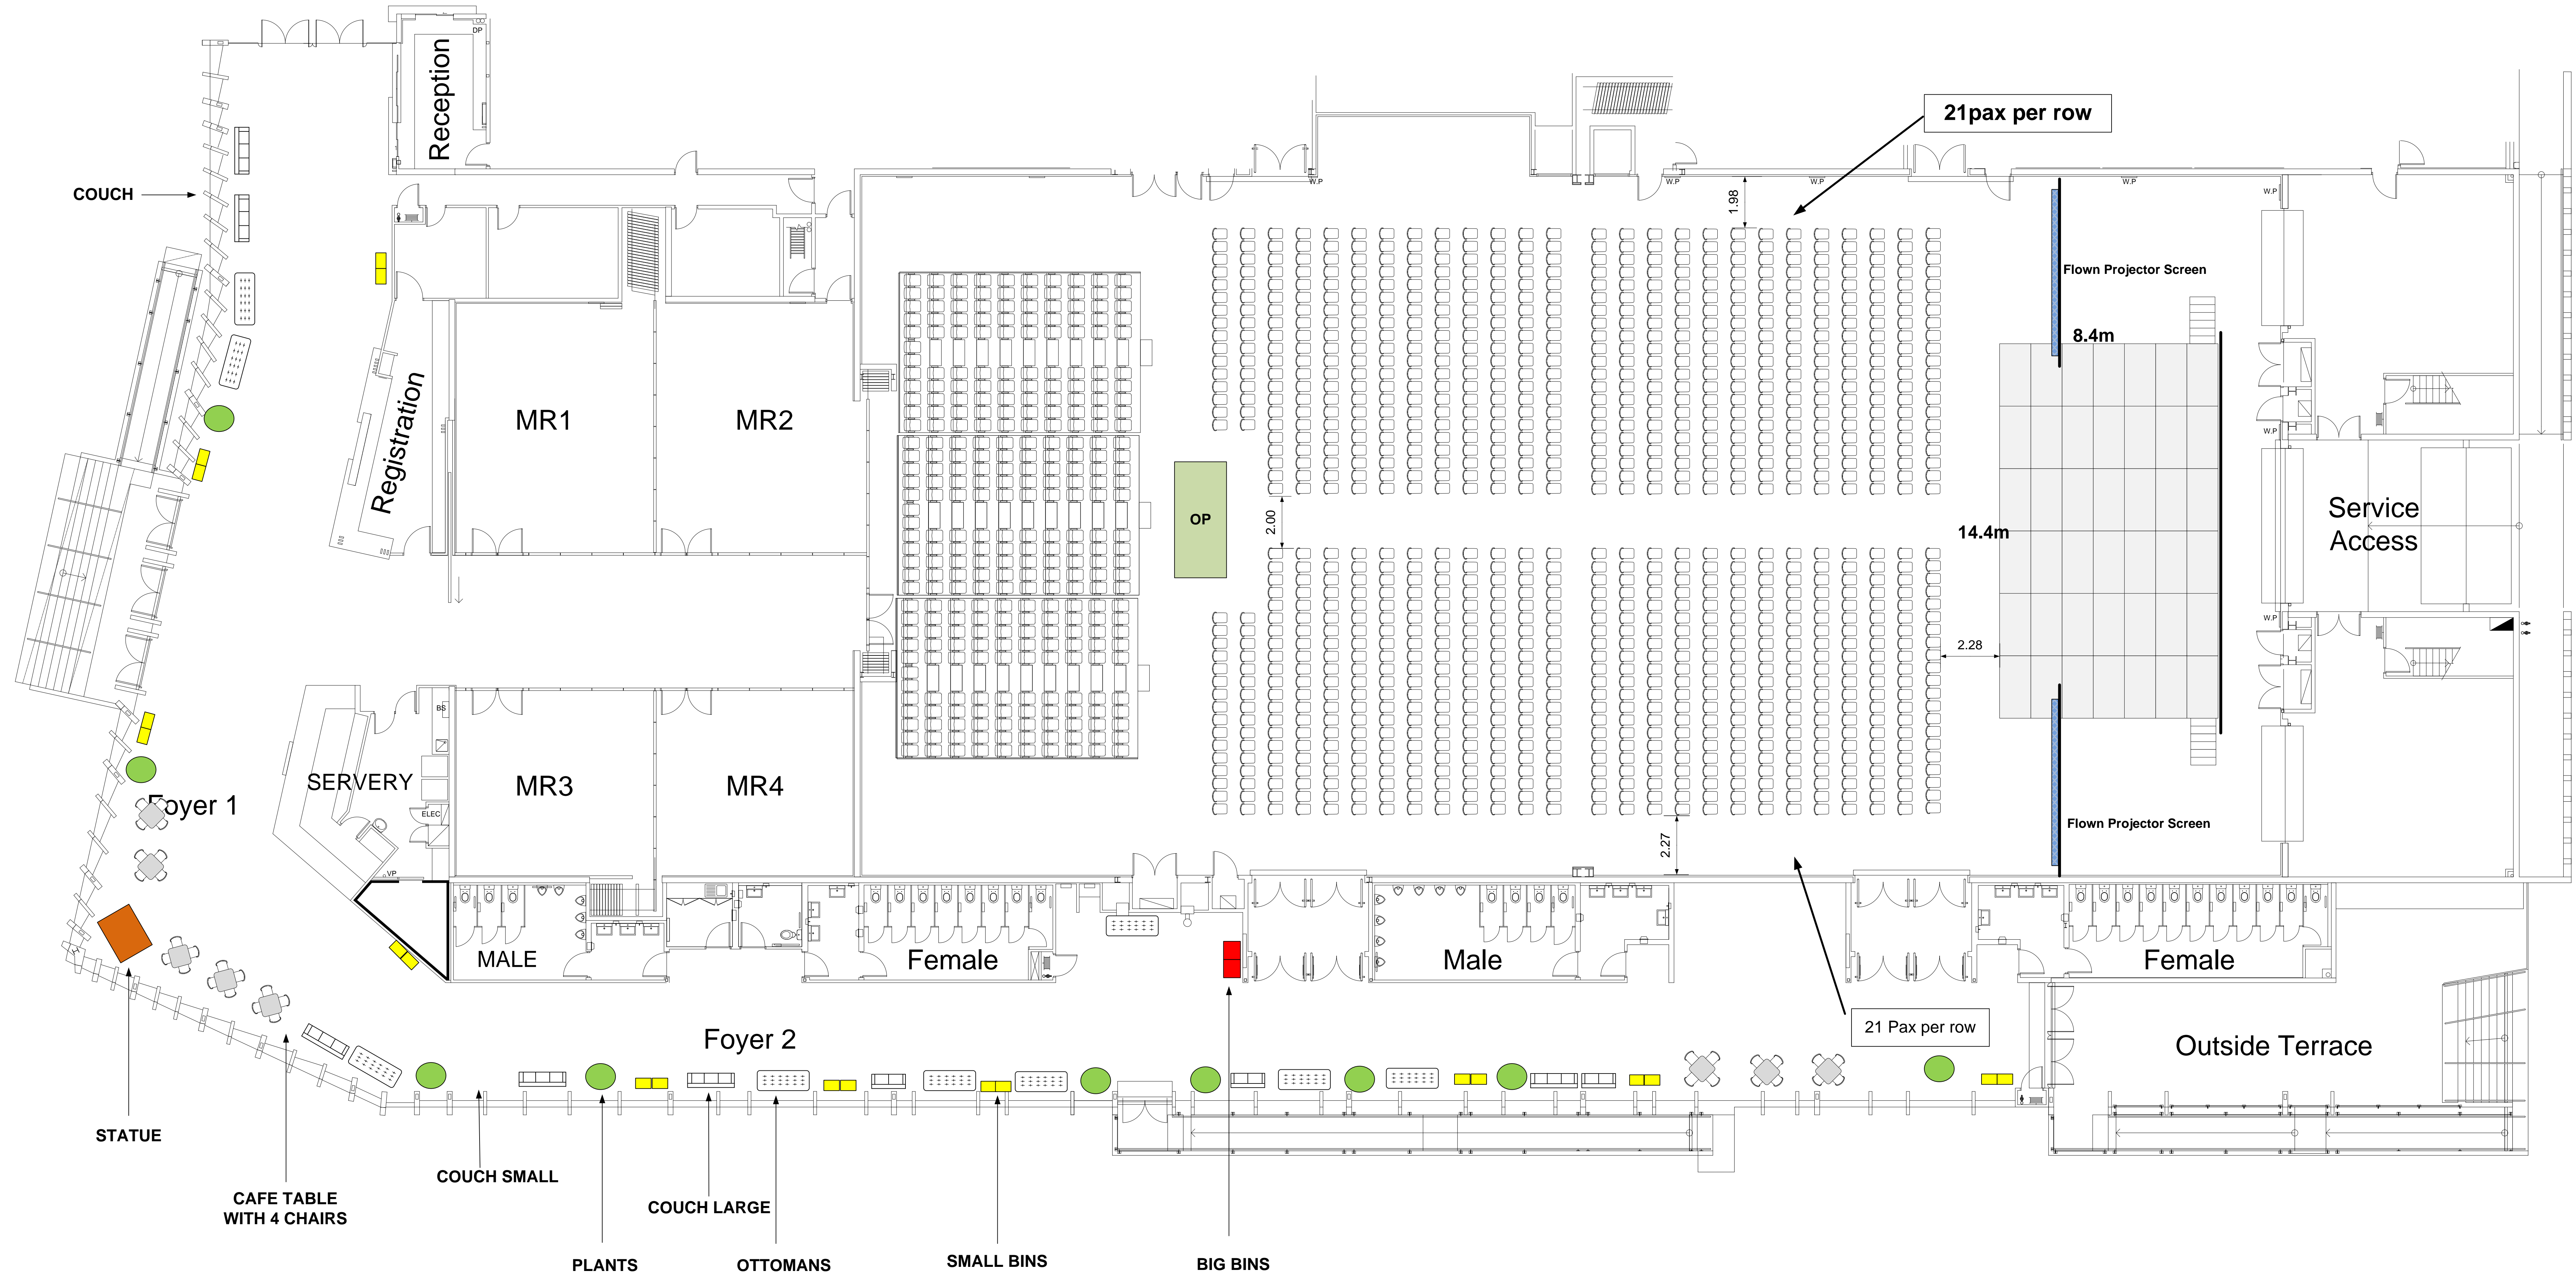 DP
Reception
21pax per row
COUCH
W.P
W.P
W.P
W.P
W.P
1.98
Flown Projector Screen
8.4m
MR1
MR2
Registration
W.P
OP
2.00
14.4m
Service
Access
W.P
2.28
BS
SERVERY
MR3
MR4
Foyer 1
ELEC
Flown Projector Screen
2.27
VP
MALE
Female
Male
Female
21 Pax per row
Foyer 2
Outside Terrace
STATUE
COUCH SMALL
CAFE TABLE
WITH 4 CHAIRS
COUCH LARGE
PLANTS
OTTOMANS
SMALL BINS
BIG BINS